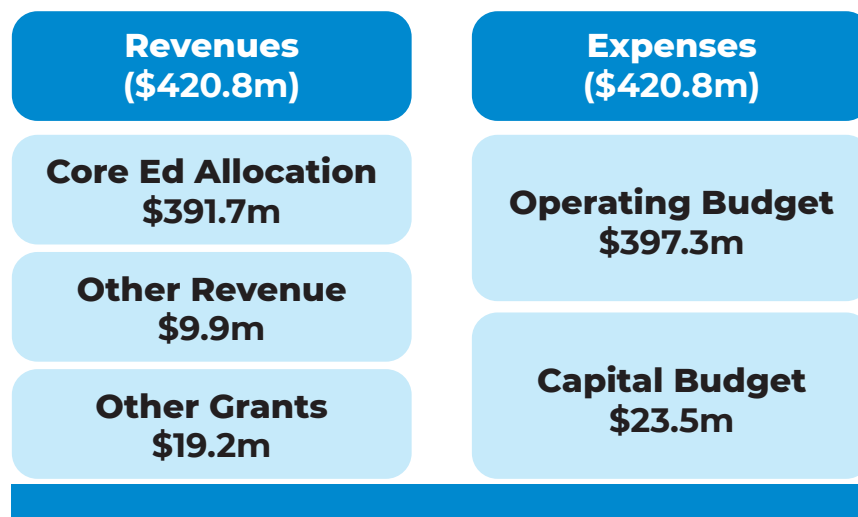 Revenues
($420.8m)
Core Ed Allocation
$391.7m
Other Revenue
$9.9m
Other Grants
$19.2m
Expenses
($420.8m)
Operating Budget
$397.3m
Capital Budget
$23.5m